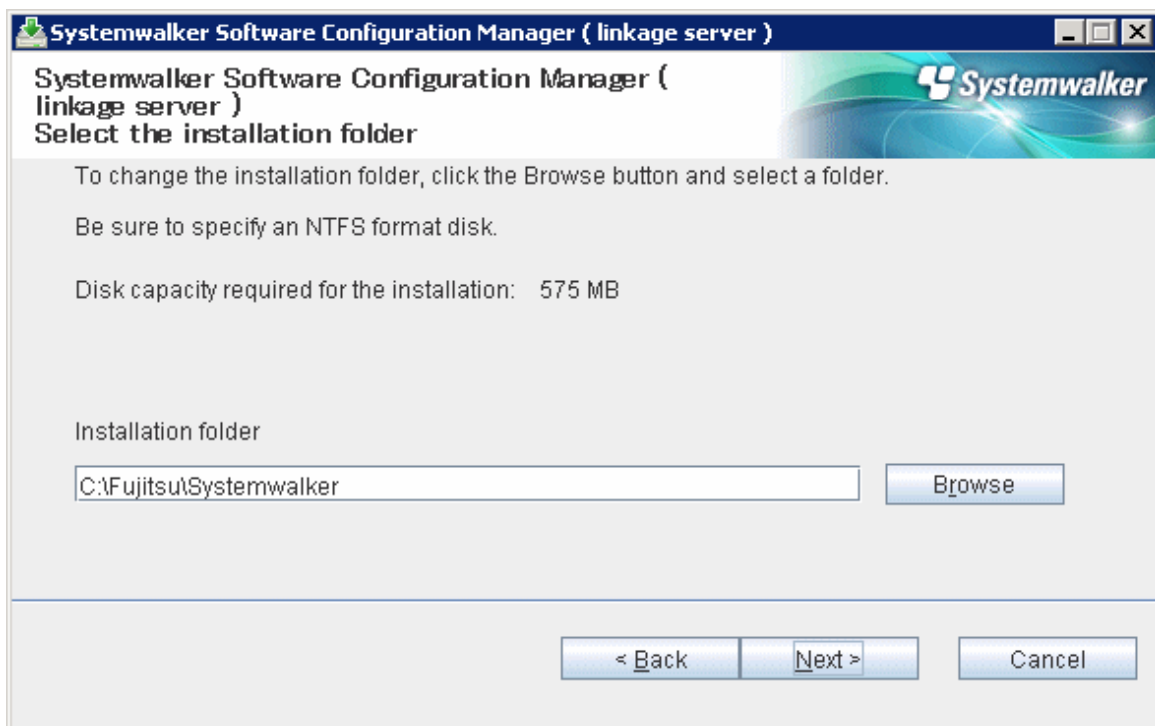 Systemwalker Software Configuration Manager ( linkage server )
Systemwalker Software Configuration Manager (
linkage server )
Select the installation folder
Systemwalker
To change the installation folder, click the Browse button and select a folder.
Be sure to specify an NTFS format disk.
Disk capacity required for the installation: 575 MB
Installation folder
C:\Fujitsu\Systemwalker
Browse
< Back
Next >
Cancel